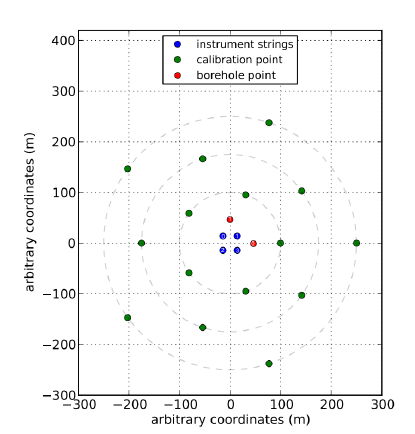 400
instrument strings
calibration point
borehole point
300
200
100
0
−100
−200
−300
−300 −200 −100 0 100 200 300
arbitrary coordinates (m)
arbitrary coordinates (m)